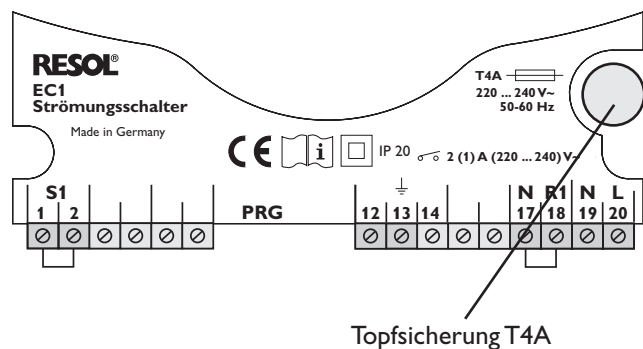 RESOL®
EC1
Strömungsschalter
Made in Germany
T4A
220 ... 240 V~
50-60 Hz
CE i IP 20 2 (1) A (220 ... 240) V~
S1 N R1 N L
1 2 PRG 12 13 14 17 18 19 20
Topfsicherung T4A